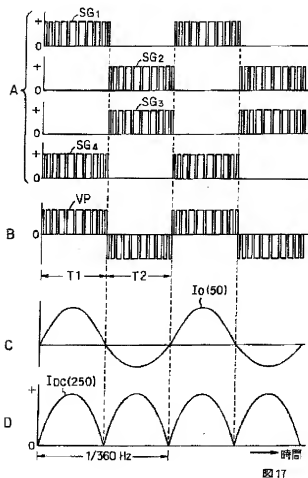 A
+ SG1
0
+ SG2
0
+ SG3
0
+ SG4
0
B
+ VP
0
T1 T2
C
IO(50)
D
+ IDC(250)
0
1/360 Hz
時間
図17